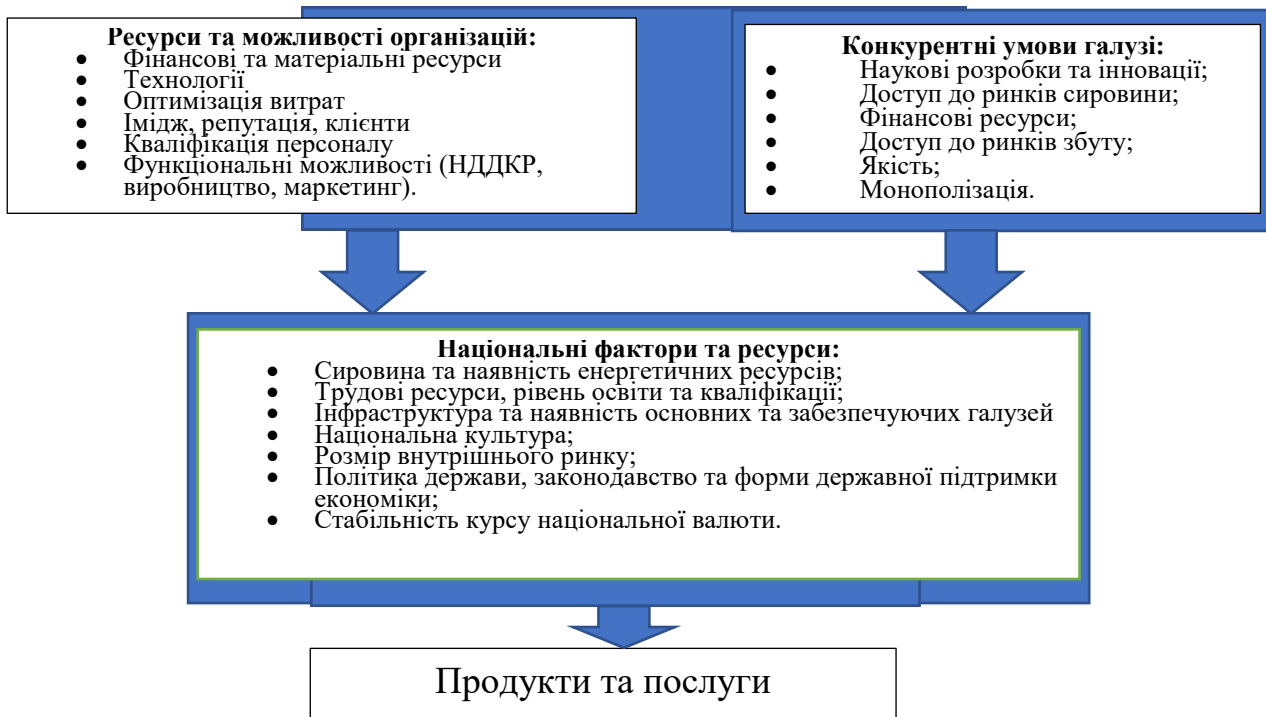 Ресурси та можливості організацій:
• Фінансові та матеріальні ресурси
• Технології
• Оптимізація витрат
• Імідж, репутація, клієнти
• Кваліфікація персоналу
• Функціональні можливості (НДДКР,
виробництво, маркетинг).
Конкурентні умови галузі:
• Наукові розробки та інновації;
• Доступ до ринків сировини;
• Фінансові ресурси;
• Доступ до ринків збуту;
• Якість;
• Монополізація.
Національні фактори та ресурси:
• Сировина та наявність енергетичних ресурсів;
• Трудові ресурси, рівень освіти та кваліфікації;
• Інфраструктура та наявність основних та забезпечуючих галузей
• Національна культура;
• Розмір внутрішнього ринку;
• Політика держави, законодавство та форми державної підтримки
економіки;
• Стабільність курсу національної валюти.
Продукти та послуги